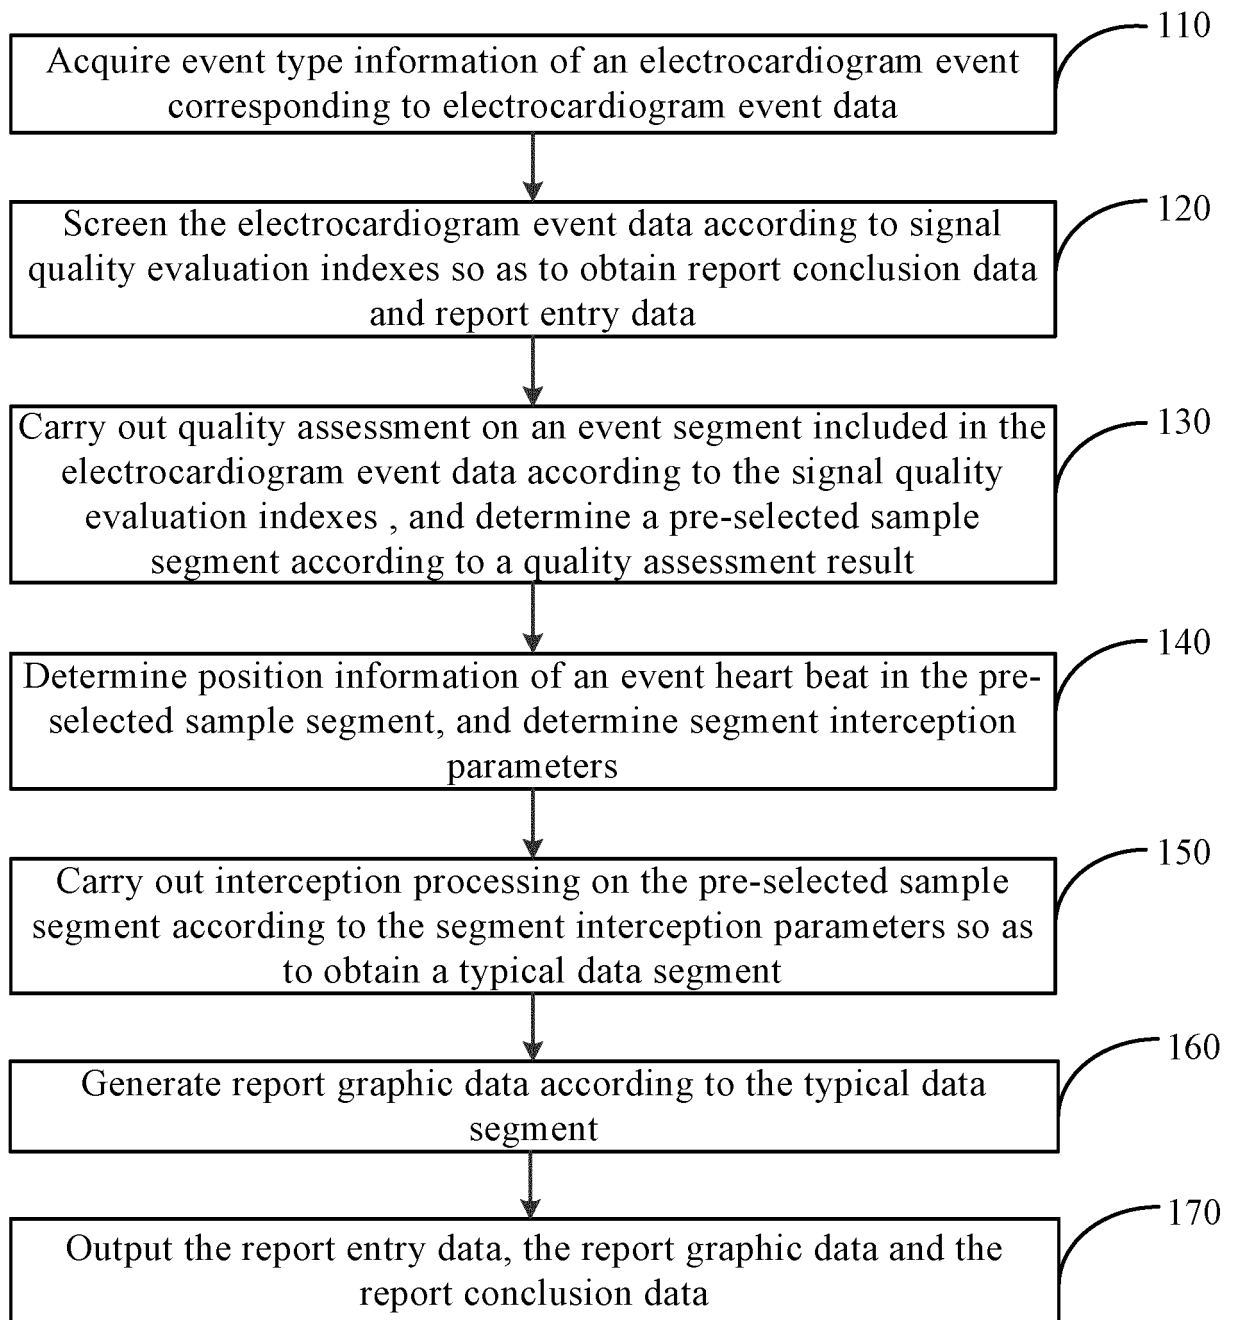 110
Acquire event type information of an electrocardiogram event
corresponding to electrocardiogram event data
120
Screen the electrocardiogram event data according to signal
quality evaluation indexes so as to obtain report conclusion data
and report entry data
130
Carry out quality assessment on an event segment included in the
electrocardiogram event data according to the signal quality
evaluation indexes , and determine a pre-selected sample
segment according to a quality assessment result
140
Determine position information of an event heart beat in the pre-
selected sample segment, and determine segment interception
parameters
150
Carry out interception processing on the pre-selected sample
segment according to the segment interception parameters so as
to obtain a typical data segment
160
Generate report graphic data according to the typical data
segment
170
Output the report entry data, the report graphic data and the
report conclusion data